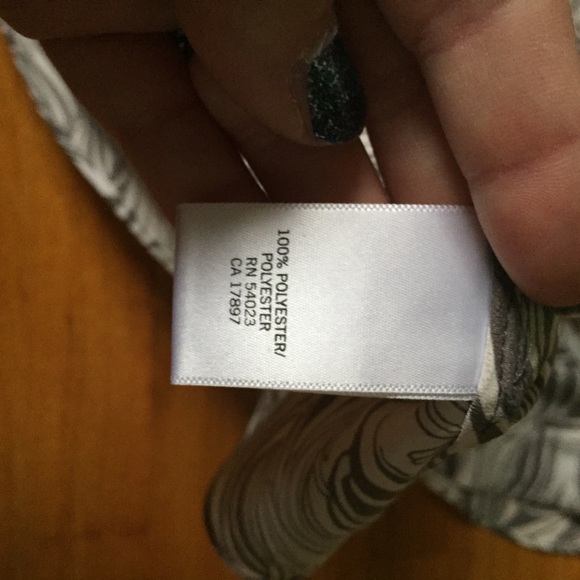 100% POLYESTER/
POLYESTER
RN 54023
CA 17897